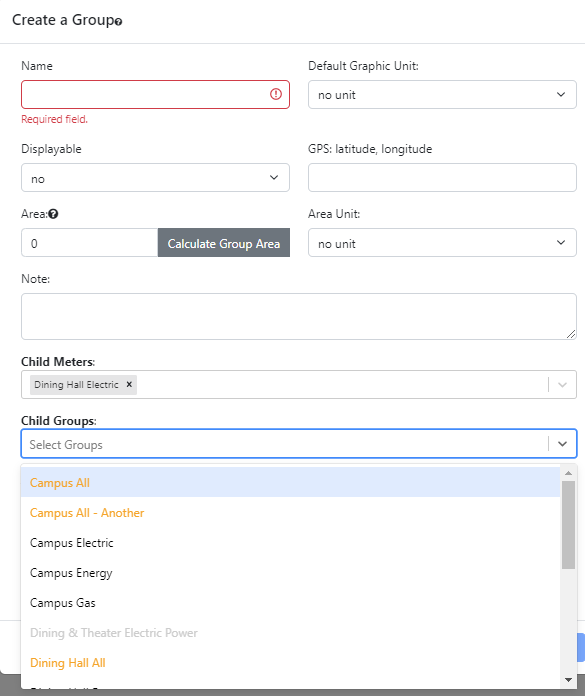 Create a Group
Name
Default Graphic Unit:
no unit
Required field.
Displayable
GPS: latitude, longitude
no
Area:
Area Unit:
0
Calculate Group Area
no unit
Note:
Child Meters:
Dining Hall Electric ×
Child Groups:
Select Groups
Campus All
Campus All - Another
Campus Electric
Campus Energy
Campus Gas
Dining & Theater Electric Power
Dining Hall All